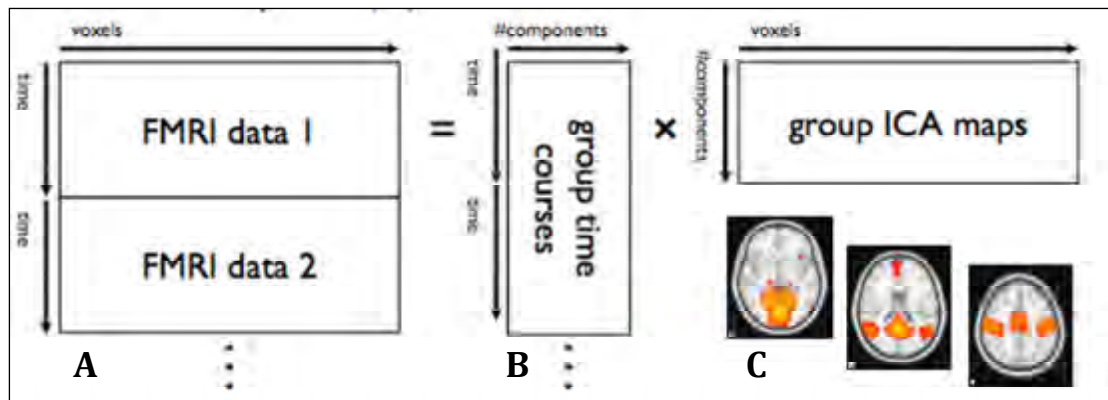 voxels
#components
voxels
time
time
#components
FMRI data 1
=
group time
courses
×
group ICA maps
time
time
FMRI data 2
A
B
C